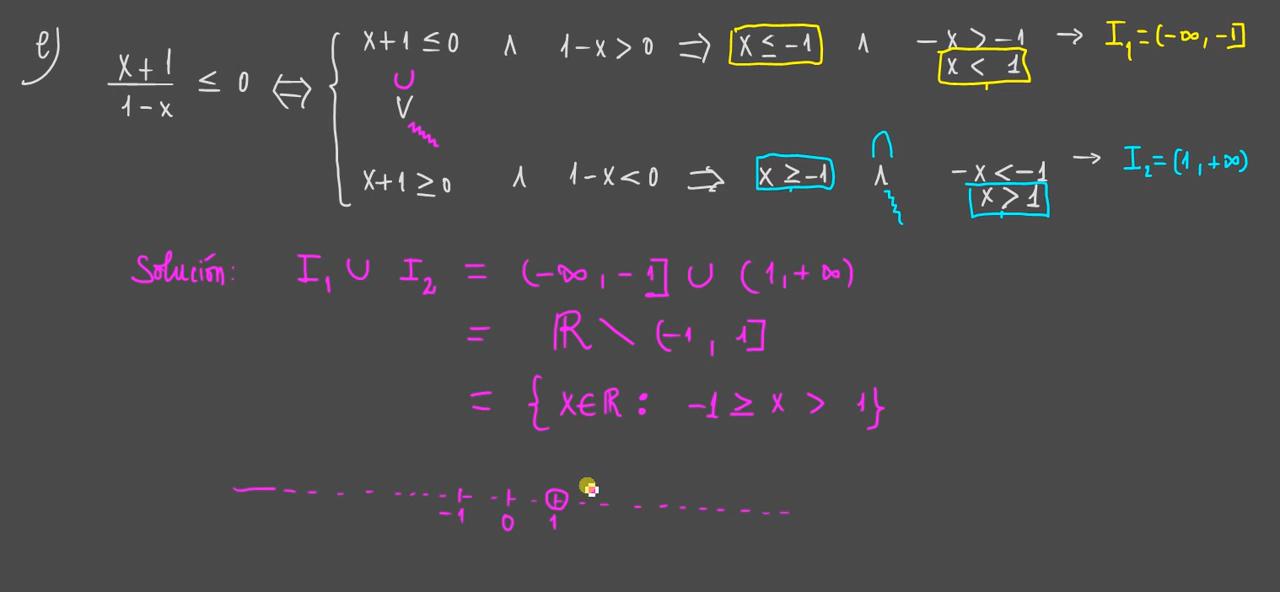 e) x+1/1-x ≤ 0 ⟺ { x+1 ≤ 0 ∧ 1-x > 0 ⇒ x ≤ -1 ∧ -x > -1 → I₁ = (-∞, -1]
x < 1
∪
∨
∩
x+1 ≥ 0 ∧ 1-x < 0 ⇒ x ≥ -1 ∧ -x < -1 → I₂ = (1, +∞)
x > 1
Solución: I₁ ∪ I₂ = (-∞, -1] ∪ (1, +∞)
= ℝ \ (-1, 1]
= {x∈ℝ : -1 ≥ x > 1}
-1 0 1